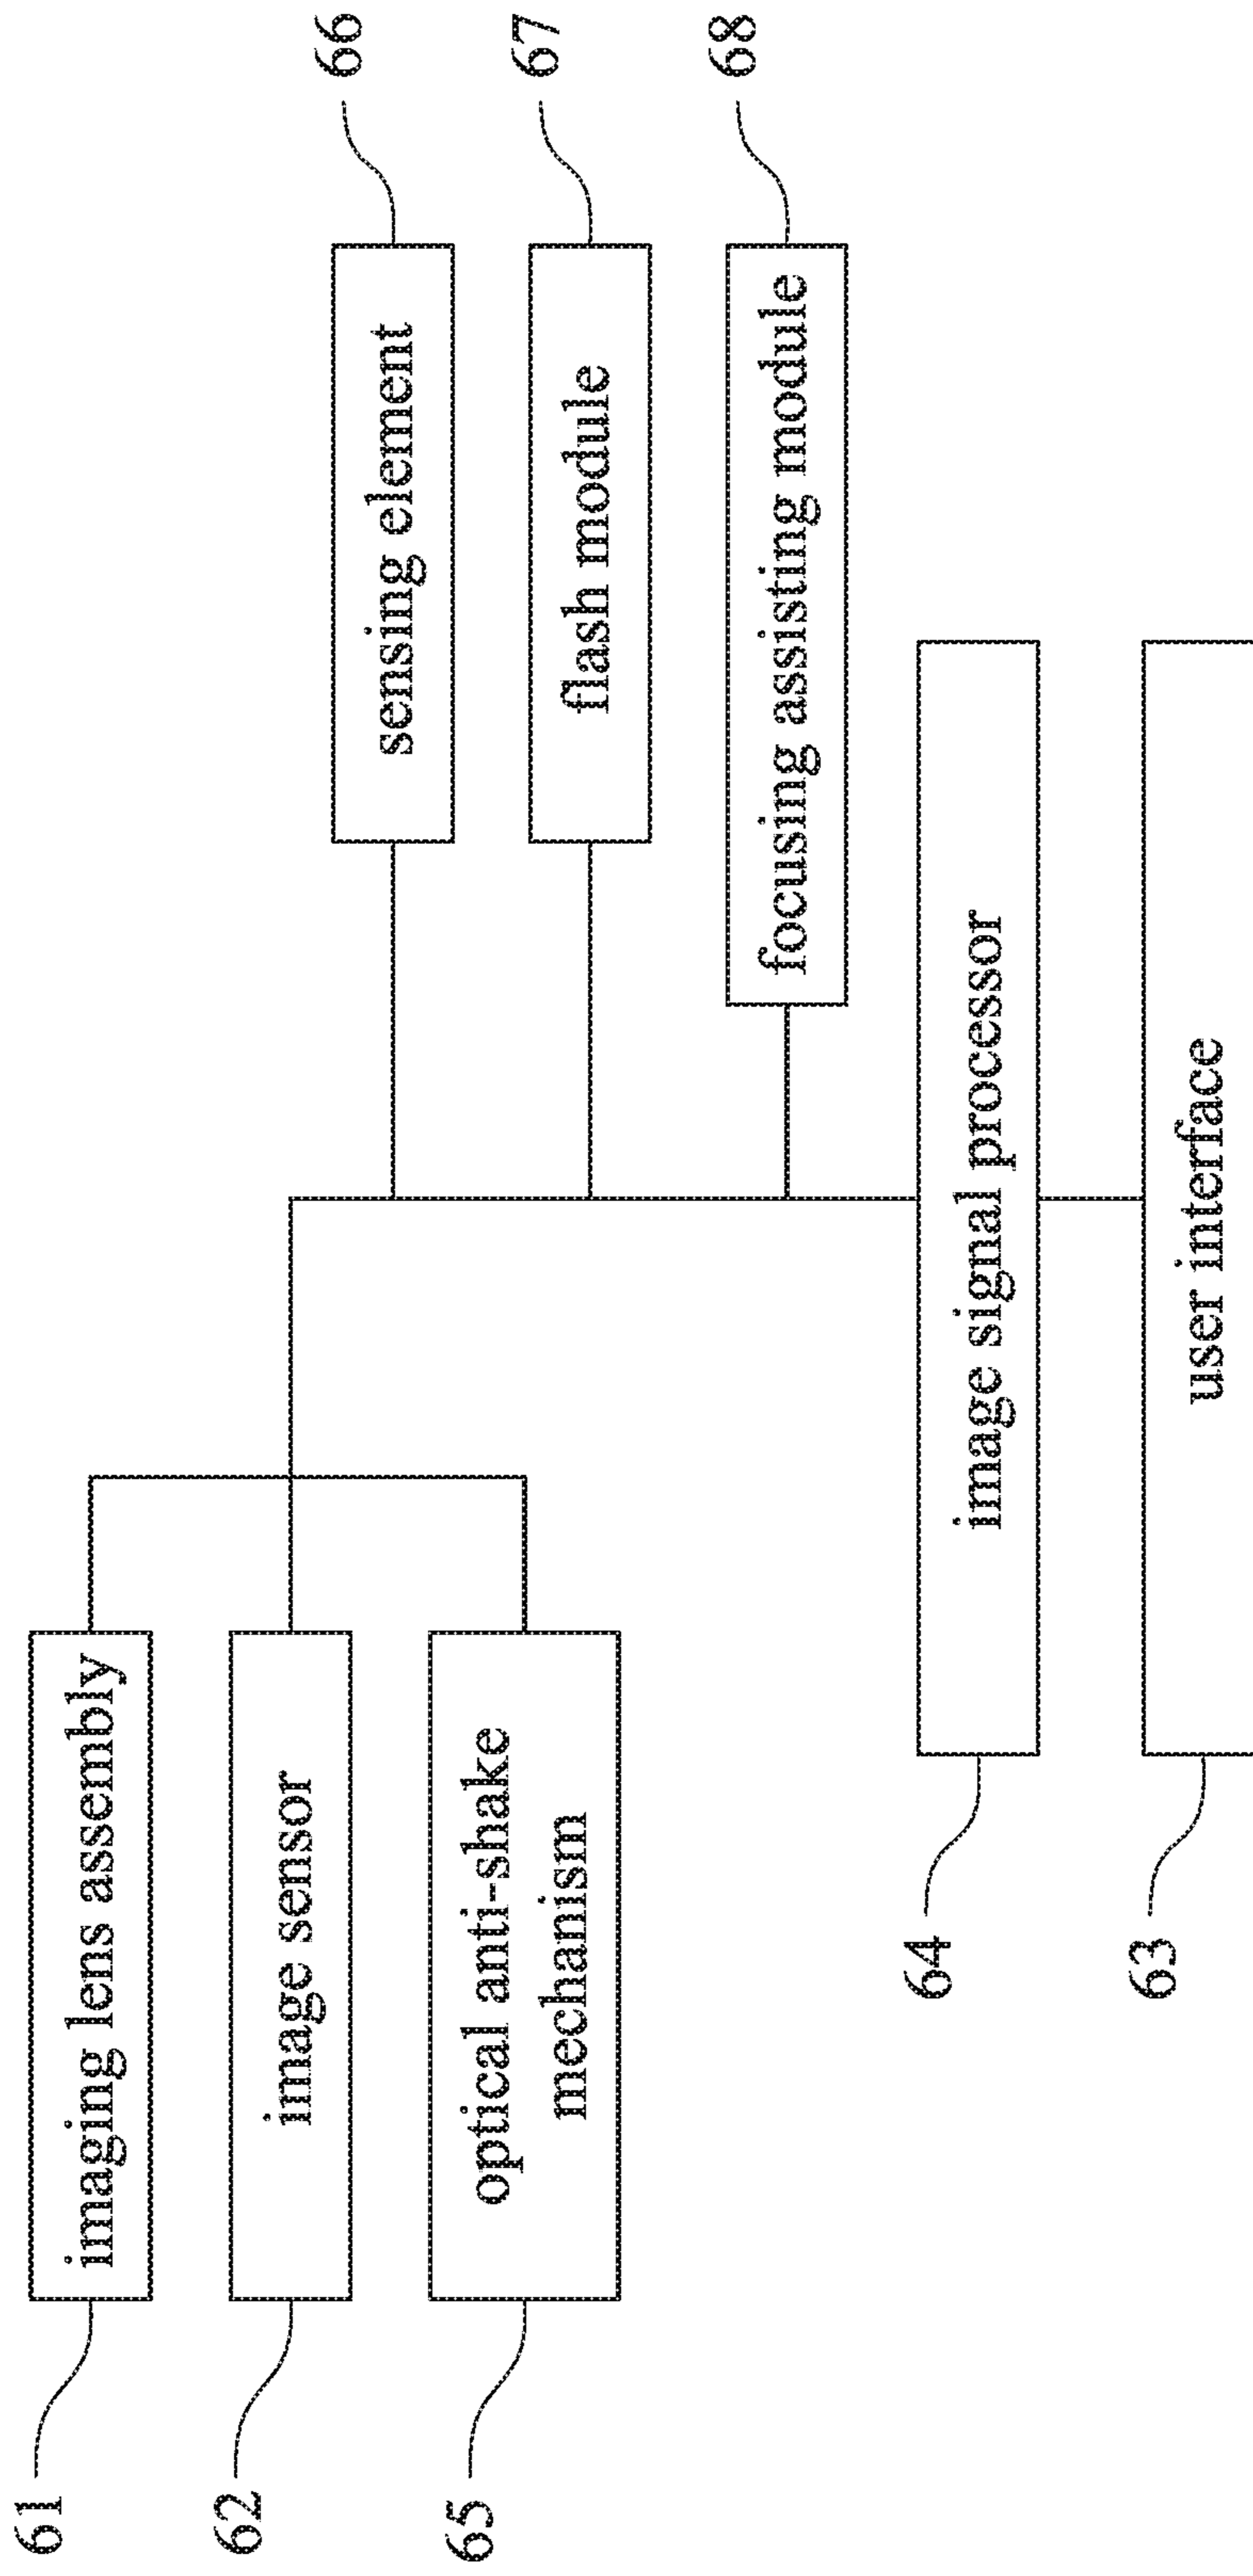 61
imaging lens assembly
62
image sensor
65
optical anti-shake
mechanism
sensing element
66
flash module
67
focusing assisting module
68
64
image signal processor
63
user interface